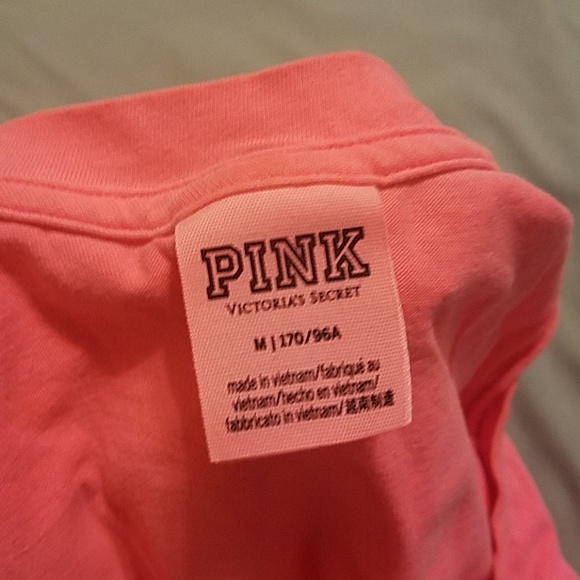 PINK
VICTORIA'S SECRET
M | 170/96A
made in vietnam/fabriqué au
vietnam/hecho en vietnam/
fabbricato in vietnam/越南制造